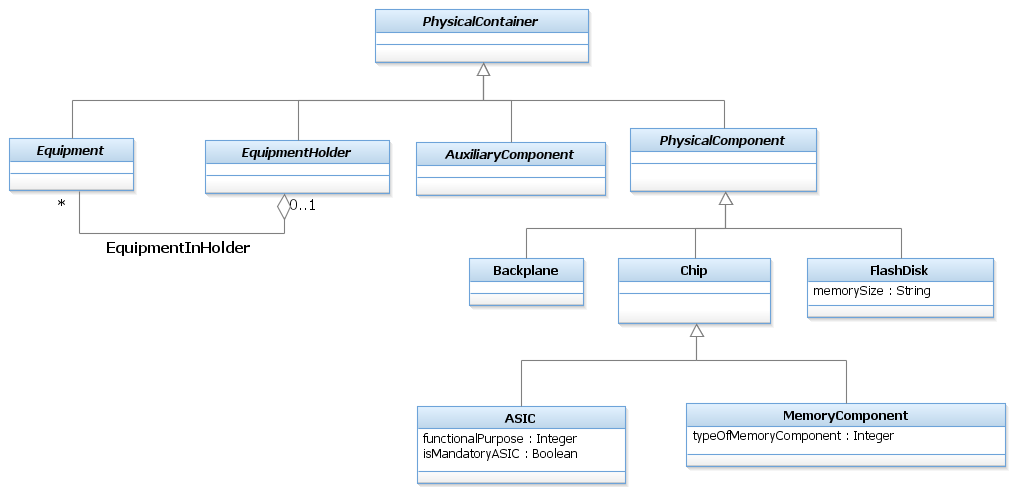 PhysicalContainer
Equipment
EquipmentHolder
AuxiliaryComponent
PhysicalComponent
*
0..1
EquipmentInHolder
Backplane
Chip
FlashDisk
memorySize : String
ASIC
functionalPurpose : Integer
isMandatoryASIC : Boolean
MemoryComponent
typeOfMemoryComponent : Integer